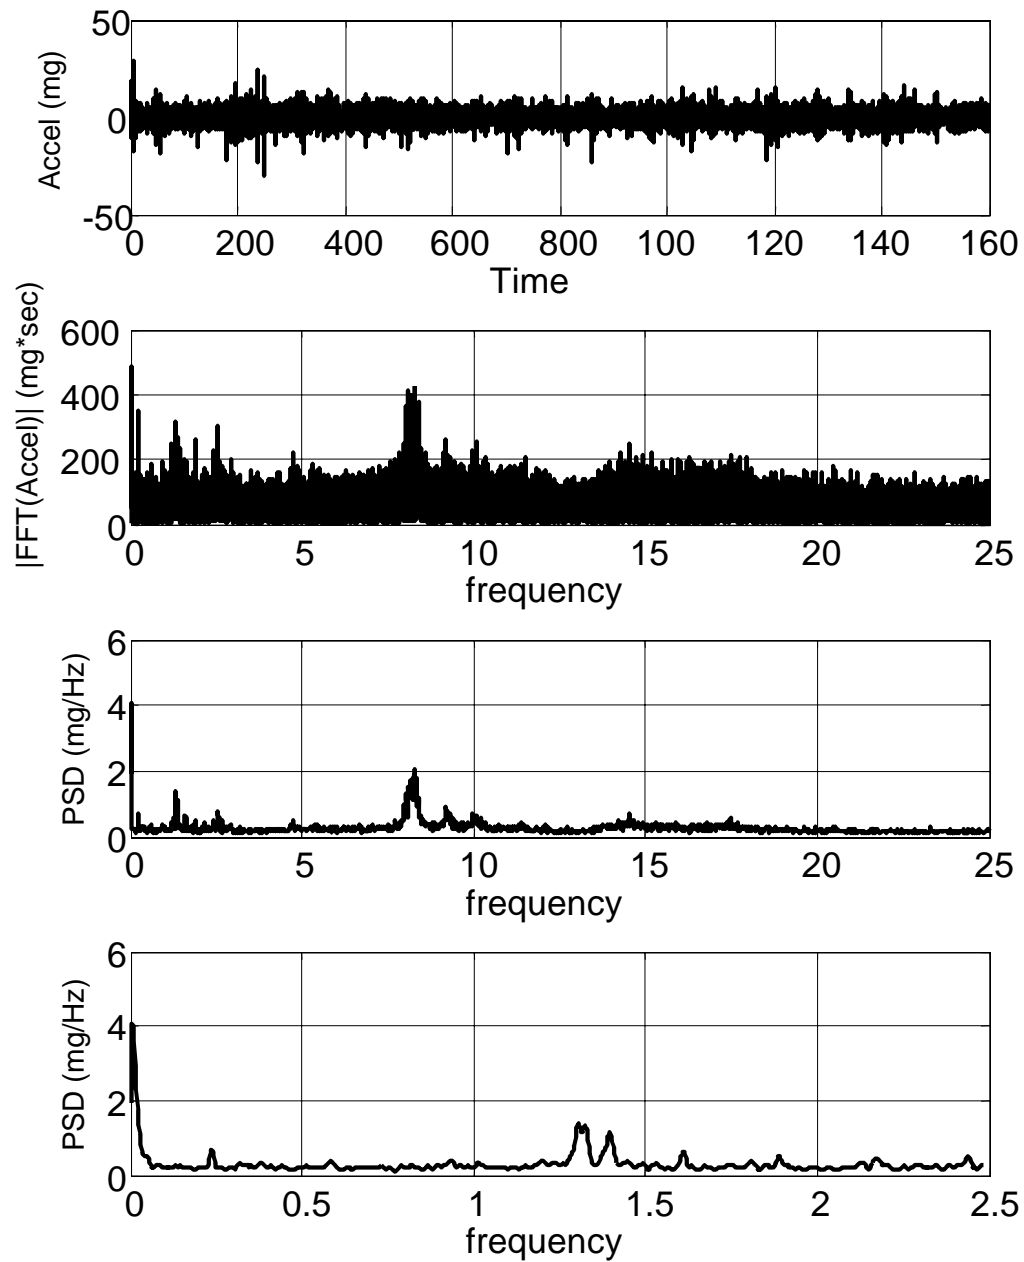 50
0
-50
Accel (mg)
0 200 400 600 800 100 120 140 160
Time
600
400
200
0
|FFT(Accel)| (mg*sec)
0 5 10 15 20 25
frequency
6
4
2
0
PSD (mg/Hz)
0 5 10 15 20 25
frequency
6
4
2
0
PSD (mg/Hz)
0 0.5 1 1.5 2 2.5
frequency